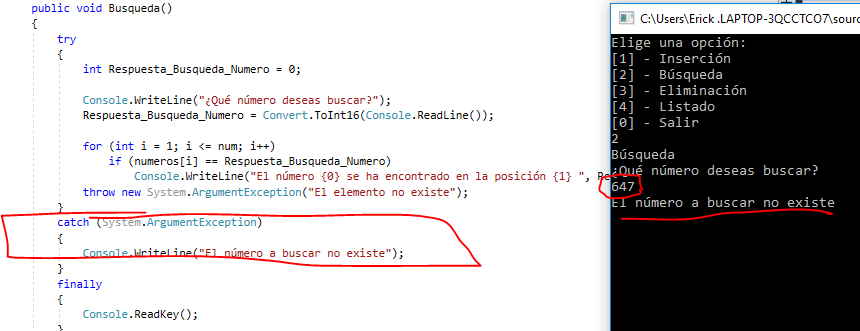 public void Busqueda()
{
try
{
int Respuesta_Busqueda_Numero = 0;
Console.WriteLine("¿Qué número deseas buscar?");
Respuesta_Busqueda_Numero = Convert.ToInt16(Console.ReadLine());
for (int i = 1; i <= num; i++)
if (numeros[i] == Respuesta_Busqueda_Numero)
Console.WriteLine("El número {0} se ha encontrado en la posición {1} ",
throw new System.ArgumentException("El elemento no existe");
}
catch (System.ArgumentException)
{
Console.WriteLine("El número a buscar no existe");
}
finally
{
Console.ReadKey();
}
C:\Users\Erick .LAPTOP-3QCCTCO7\sourc
Elige una opción:
[1] - Inserción
[2] - Búsqueda
[3] - Eliminación
[4] - Listado
[0] - Salir
2
Búsqueda
¿Qué número deseas buscar?
647
El número a buscar no existe